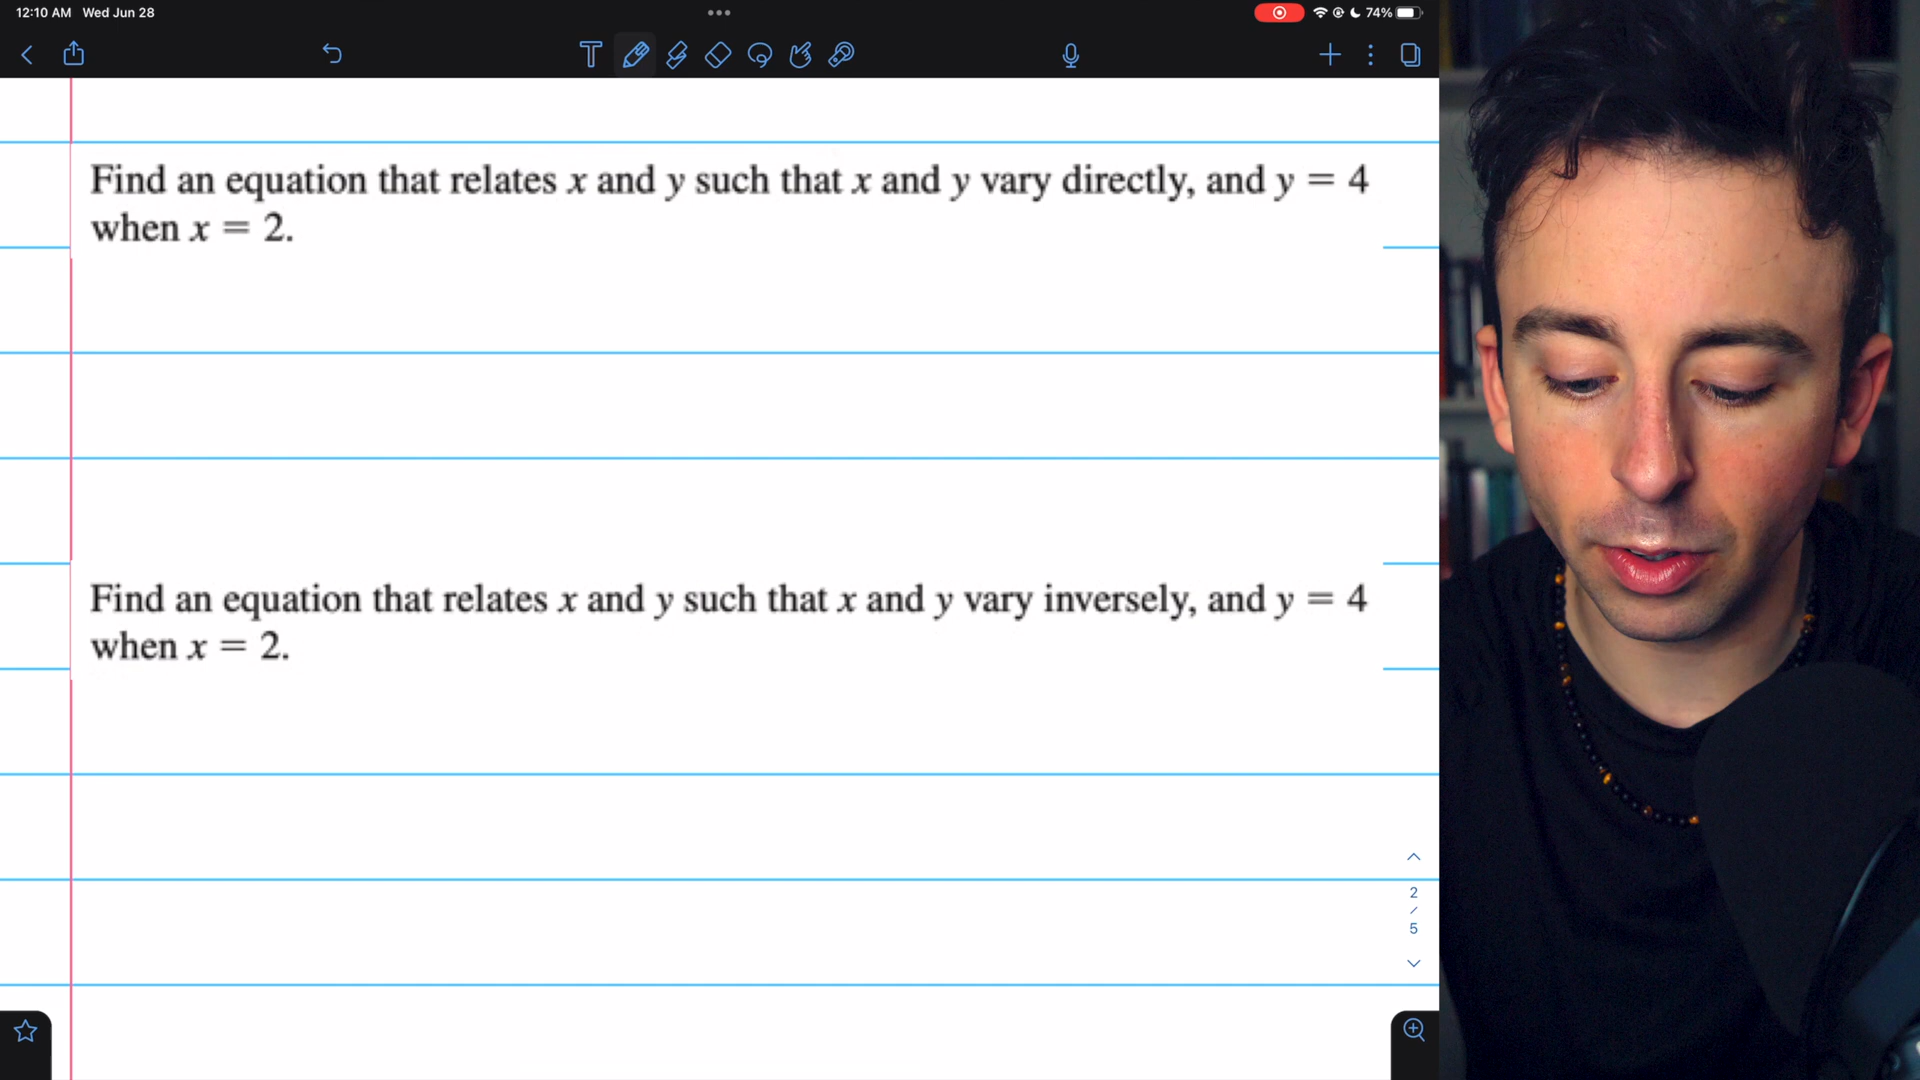 12:10 AM Wed Jun 28
74%
Find an equation that relates x and y such that x and y vary directly, and y = 4
when x = 2.
Find an equation that relates x and y such that x and y vary inversely, and y = 4
when x = 2.
2
/
5